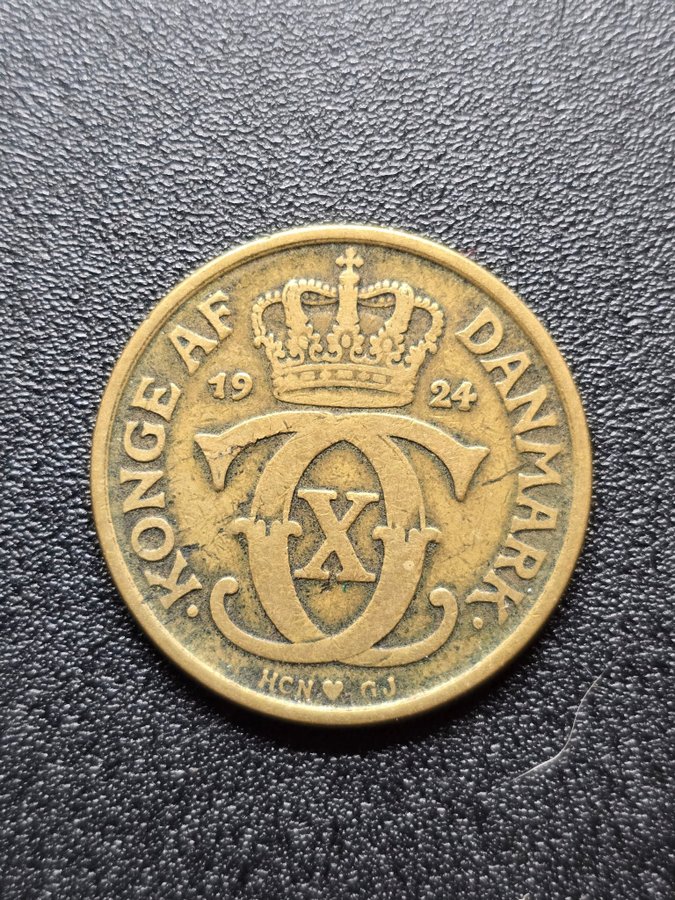 · KONGE AF DANMARK ·
19 24
X
HCN ♥ GJ